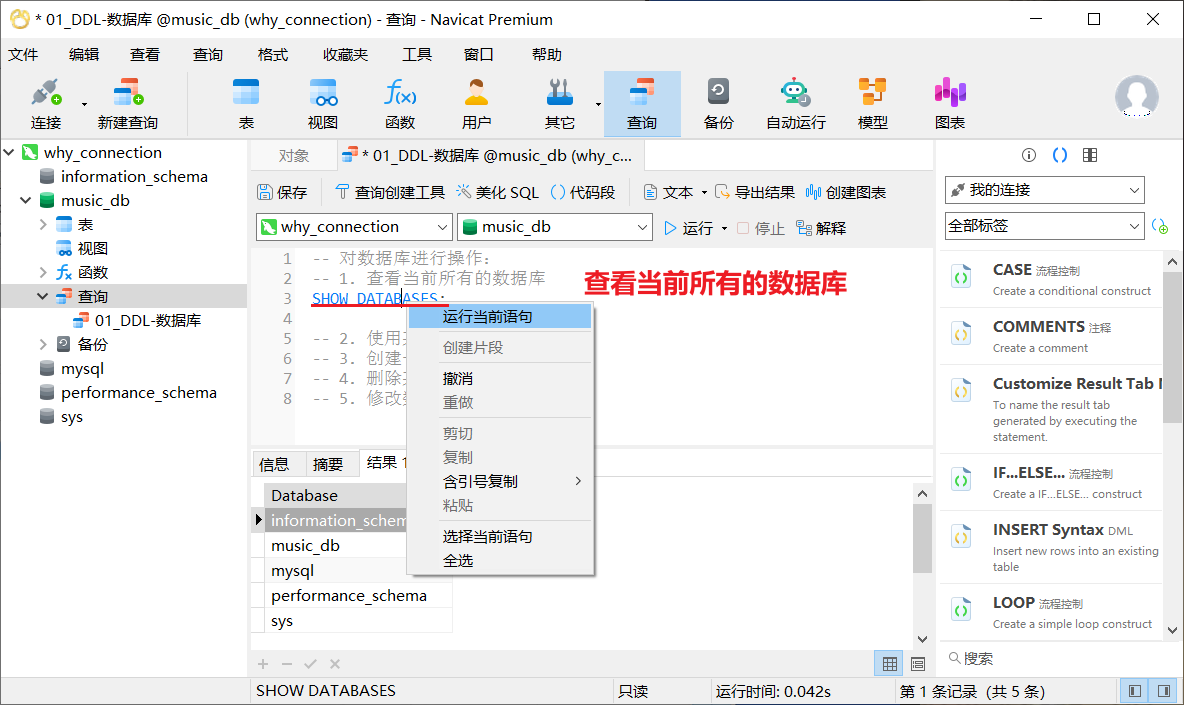 * 01_DDL-数据库 @music_db (why_connection) - 查询 - Navicat Premium
文件 编辑 查看 查询 格式 收藏夹 工具 窗口 帮助
连接 新建查询 表 视图 函数 用户 其它 查询 备份 自动运行 模型 图表
why_connection
information_schema
music_db
表
视图
函数
查询
01_DDL-数据库
备份
mysql
performance_schema
sys
对象 * 01_DDL-数据库 @music_db (why_c...
保存 查询创建工具 美化 SQL 代码段 文本 导出结果 创建图表
why_connection music_db 运行 停止 解释
1 -- 对数据库进行操作:
2 -- 1. 查看当前所有的数据库
3 SHOW DATABASES;
4
5 -- 2. 使用
6 -- 3. 创建
7 -- 4. 删除
8 -- 5. 修改
查看当前所有的数据库
运行当前语句
创建片段
撤消
重做
剪切
复制
含引号复制
粘贴
选择当前语句
全选
信息 摘要 结果 1
Database
information_schem
music_db
mysql
performance_schema
sys
我的连接
全部标签
CASE 流程控制
Create a conditional construct
COMMENTS 注释
Create a comment
Customize Result Tab
To name the result tab
generated by executing the
statement.
IF...ELSE... 流程控制
Create a IF...ELSE... construct
INSERT Syntax DML
Insert new rows into an existing
table
LOOP 流程控制
Create a simple loop construct
搜索
SHOW DATABASES 只读 运行时间: 0.042s 第 1 条记录 (共 5 条)